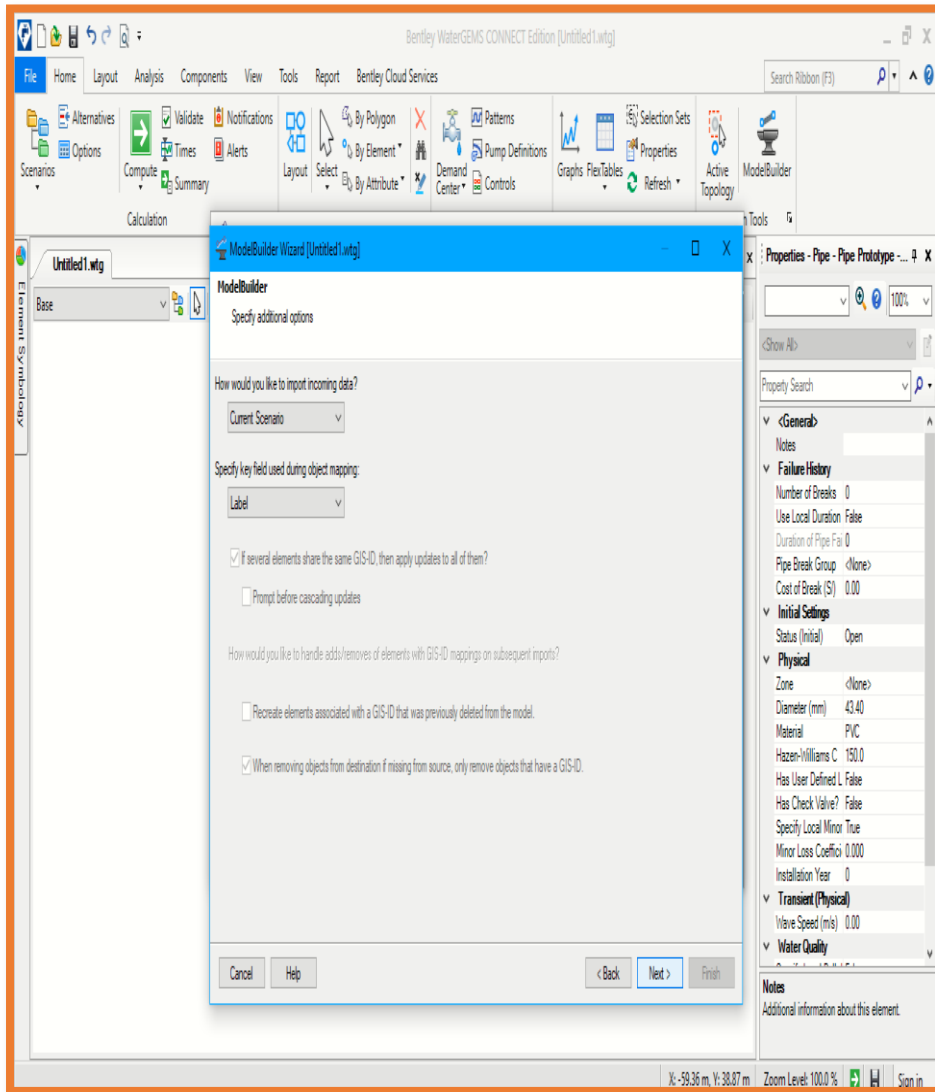 Bentley WaterGEMS CONNECT Edition [Untitled1.wtg]
File Home Layout Analysis Components View Tools Report Bentley Cloud Services
Search Ribbon (F3)
Scenarios
Alternatives
Options
Compute
Validate
Times
Summary
Notifications
Alerts
Layout
Select
By Polygon
By Element
By Attribute
Demand
Center
Patterns
Pump Definitions
Controls
Graphs
FlexTables
Selection Sets
Properties
Refresh
Active
Topology
ModelBuilder
Calculation
Tools
Untitled1.wtg
Base
Element Symbology
ModelBuilder Wizard [Untitled1.wtg]
ModelBuilder
Specify additional options
How would you like to import incoming data?
Current Scenario
Specify key field used during object mapping:
Label
If several elements share the same GIS-ID, then apply updates to all of them?
Prompt before cascading updates
How would you like to handle adds/removes of elements with GIS-ID mappings on subsequent imports?
Recreate elements associated with a GIS-ID that was previously deleted from the model.
When removing objects from destination if missing from source, only remove objects that have a GIS-ID.
Cancel
Help
< Back
Next >
Finish
Properties - Pipe - Pipe Prototype -...
100%
<Show All>
Property Search
<General>
Notes
Failure History
Number of Breaks 0
Use Local Duration False
Duration of Pipe Fai 0
Pipe Break Group <None>
Cost of Break (S/) 0.00
Initial Settings
Status (Initial) Open
Physical
Zone <None>
Diameter (mm) 43.40
Material PVC
Hazen-Williams C 150.0
Has User Defined L False
Has Check Valve? False
Specify Local Minor True
Minor Loss Coeffici 0.000
Installation Year 0
Transient (Physical)
Wave Speed (m/s) 0.00
Water Quality
Notes
Additional information about this element.
X: -59.36 m, Y: 38.87 m
Zoom Level: 100.0 %
Sign in